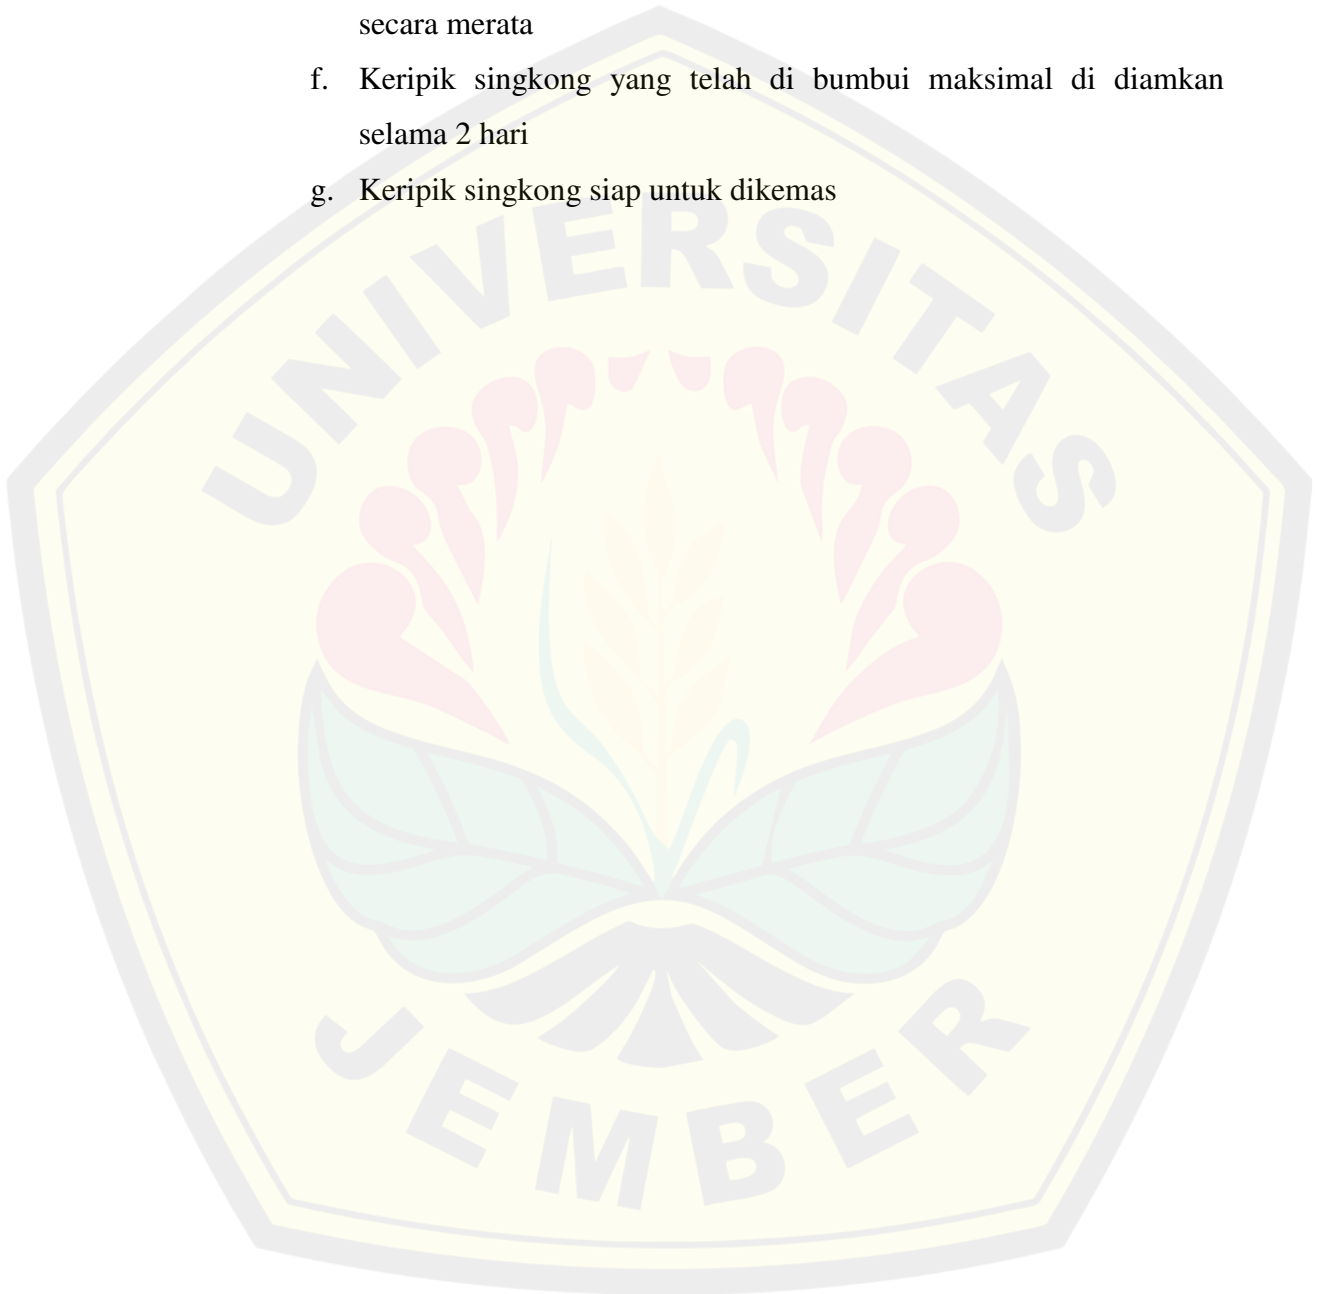 secara merata
f. Keripik singkong yang telah di bumbui maksimal di diamkan
selama 2 hari
g. Keripik singkong siap untuk dikemas
UNIVERSITAS
JEMBER